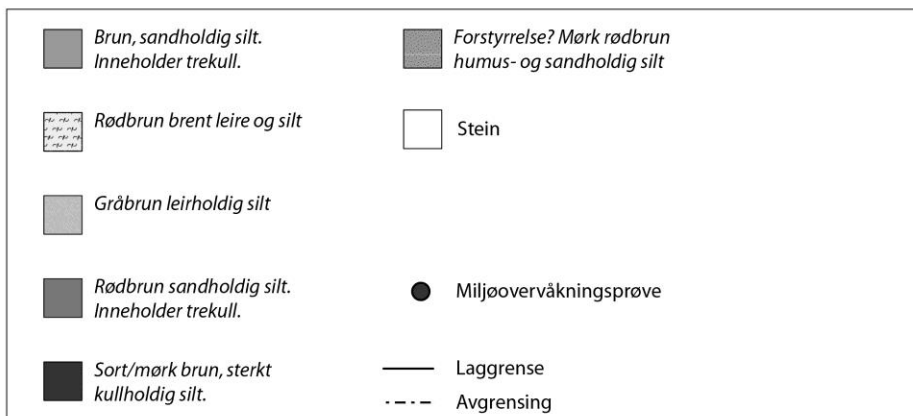 Brun, sandholdig silt.
Inneholder trekull.
Rødbrun brent leire og silt
Gråbrun leirholdig silt
Rødbrun sandholdig silt.
Inneholder trekull.
Sort/mørk brun, sterkt
kullholdig silt.
Forstyrrelse? Mørk rødbrun
humus- og sandholdig silt
Stein
Miljøovervåkningsprøve
Laggrense
Avgrensing